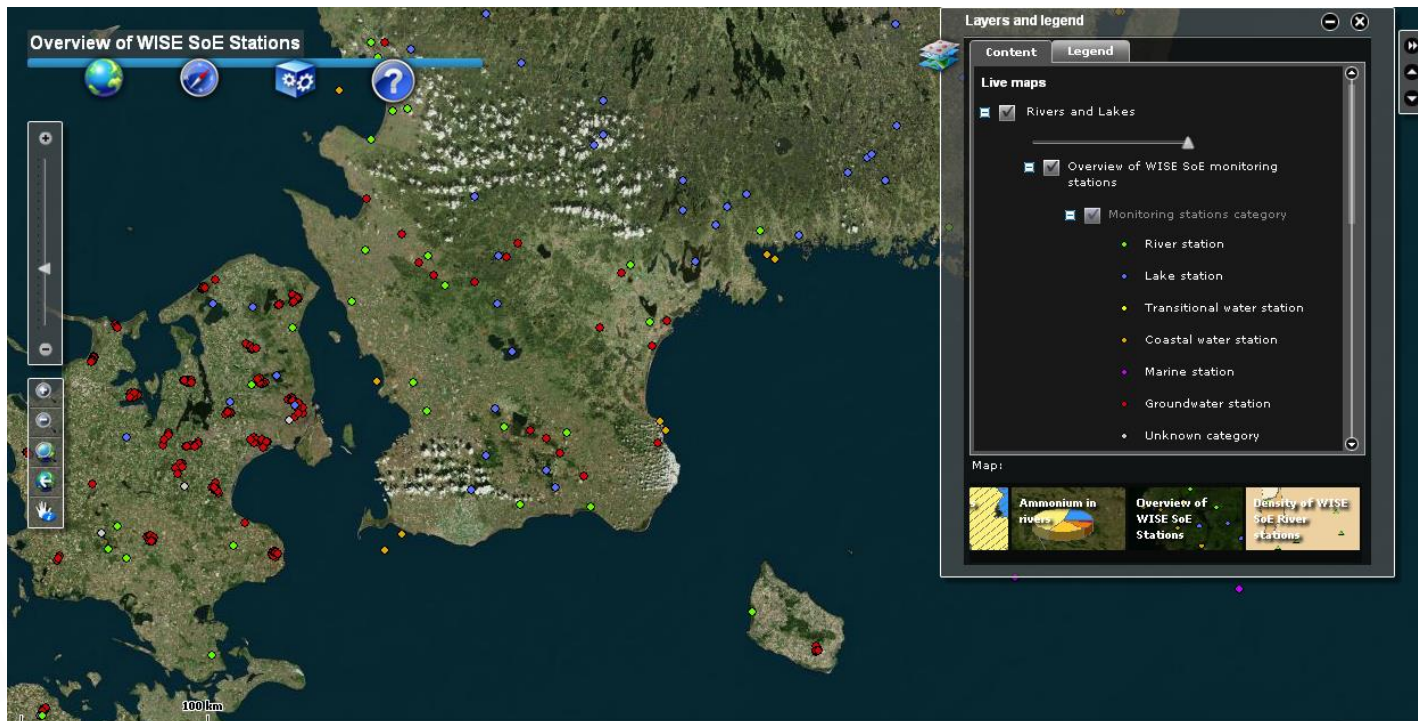 Overview of WISE SoE Stations
Layers and legend
Content
Legend
Live maps
Rivers and Lakes
Overview of WISE SoE monitoring
stations
Monitoring stations category
River station
Lake station
Transitional water station
Coastal water station
Marine station
Groundwater station
Unknown category
Map:
s
Ammonium in
rivers
Overview of
WISE SoE
Stations
Density of WISE
SoE River
stations
100 km